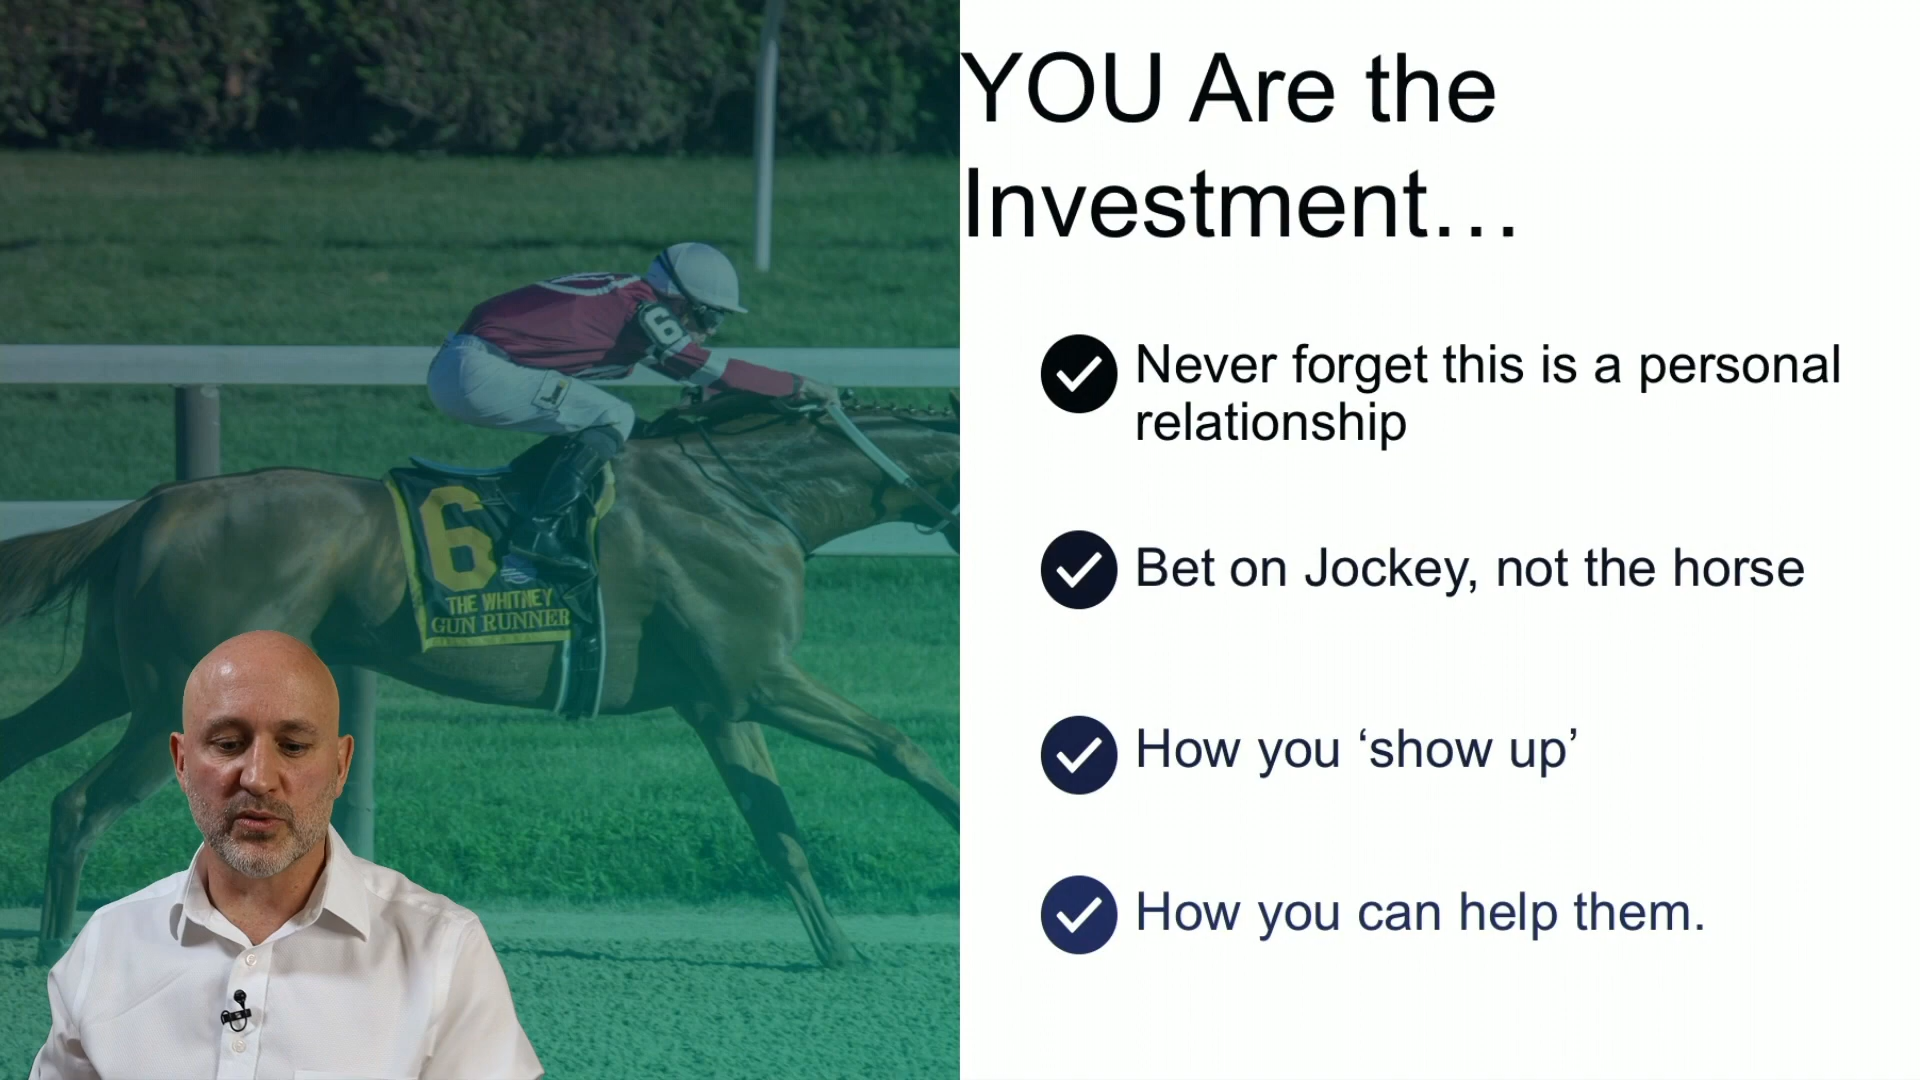 YOU Are the
Investment…
Never forget this is a personal
relationship
Bet on Jockey, not the horse
How you ‘show up’
How you can help them.
6
6
THE WHITNEY
GUN RUNNER